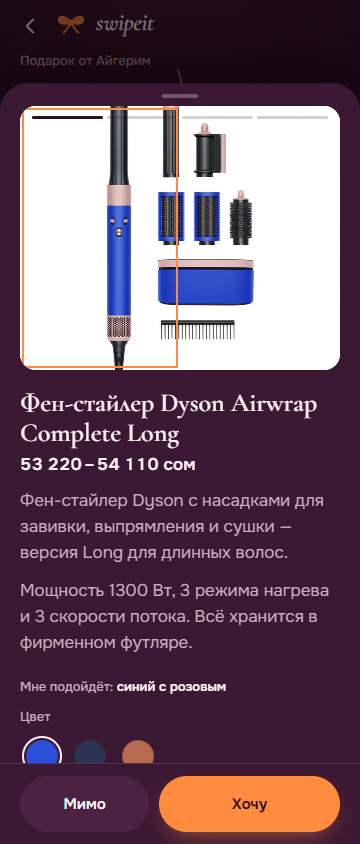 swipeit
Подарок от Айгерим
Фен-стайлер Dyson Airwrap
Complete Long
53 220 – 54 110 сом
Фен-стайлер Dyson с насадками для
завивки, выпрямления и сушки —
версия Long для длинных волос.
Мощность 1300 Вт, 3 режима нагрева
и 3 скорости потока. Всё хранится в
фирменном футляре.
Мне подойдёт: синий с розовым
Цвет
Мимо
Хочу